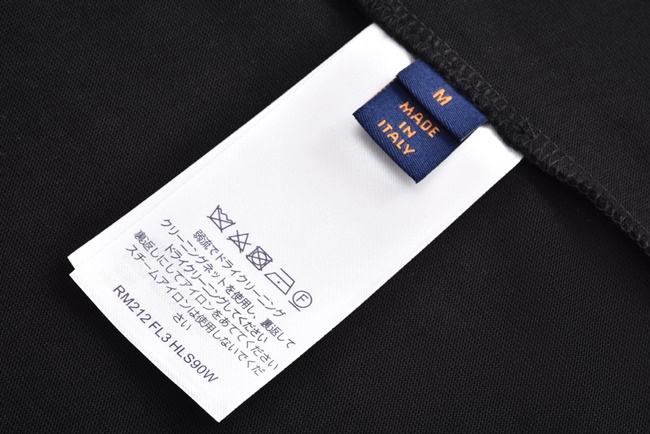 M
MADE
IN
ITALY
F
弱流でドライクリーニング
クリーニングネットを使用し、裏返して
ドライクリーニングしてください
裏返しにしてアイロンをあててください
スチームアイロンは使用しないでくだ
さい
RM212 FL3 HLS90W